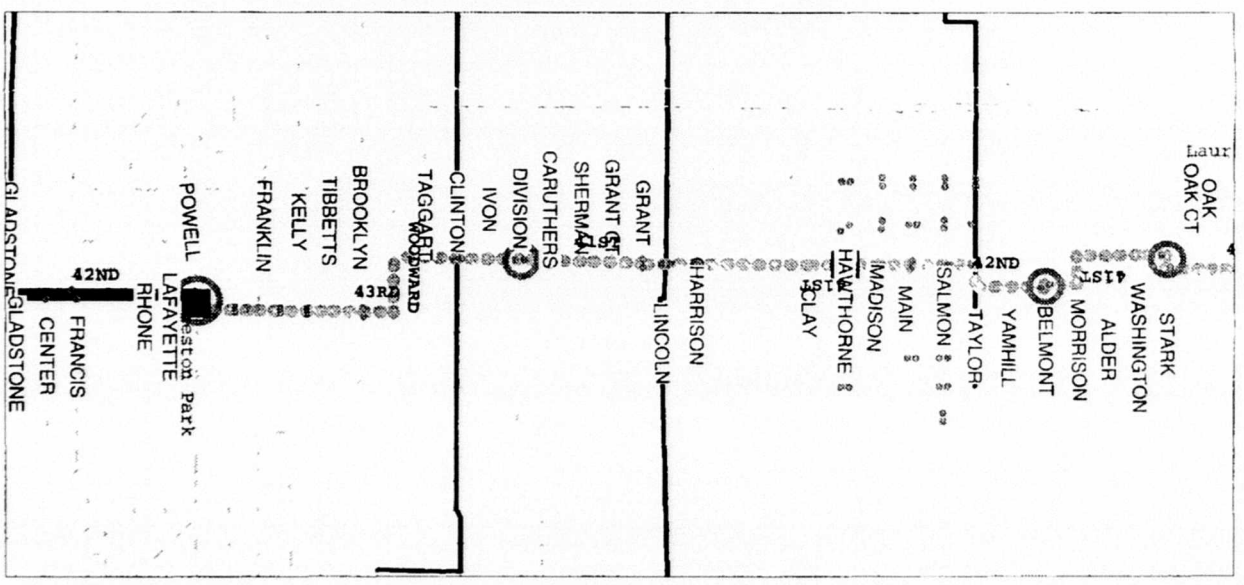 GLADSTONE
GLADSTONE
CENTER
42ND
FRANCIS
RHONE
LAFAYETTE
POWELL
eston Park
FRANKLIN
KELLY
TIBBETTS
BROOKLYN
43RD
WOODWARD
TAGGART
CLINTON
IVON
DIVISION
CARUTHERS
SHERMAN
41ST
GRANT CT
GRANT
LINCOLN
HARRISON
CLAY
41ST
HAWTHORNE
MADISON
MAIN
SALMON
42ND
TAYLOR
YAMHILL
BELMONT
MORRISON
41ST
ALDER
WASHINGTON
STARK
OAK CT
OAK
Laur
4